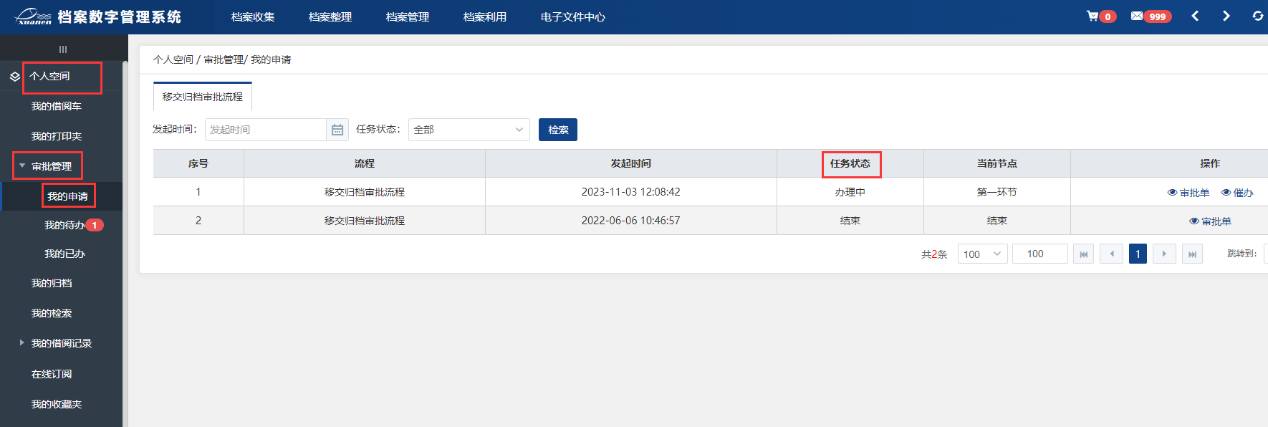 xuanen 档案数字管理系统 档案收集 档案整理 档案管理 档案利用 电子文件中心 0 999
个人空间
我的借阅车
我的打印夹
审批管理
我的申请
我的待办 1
我的已办
我的归档
我的检索
我的借阅记录
在线订阅
我的收藏夹
个人空间 / 审批管理/ 我的申请
移交归档审批流程
发起时间: 发起时间 任务状态: 全部 检索
序号 流程 发起时间 任务状态 当前节点 操作
1 移交归档审批流程 2023-11-03 12:08:42 办理中 第一环节 审批单 催办
2 移交归档审批流程 2022-06-06 10:46:57 结束 结束 审批单
共2条 100 100 1 跳转到: